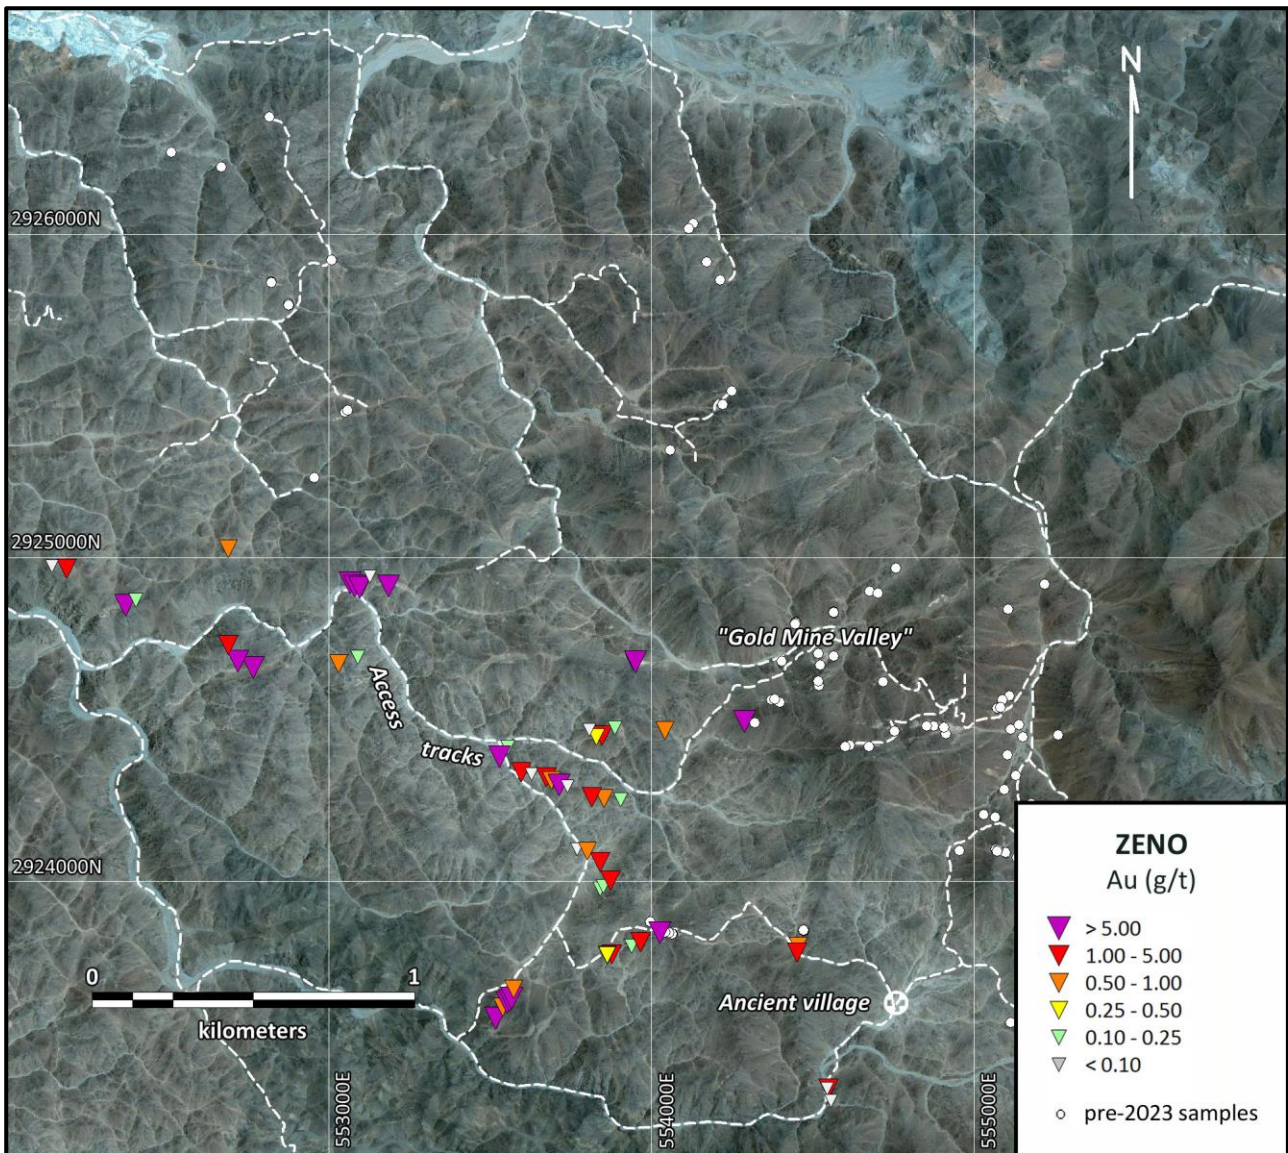 N
2926000N
2925000N
"Gold Mine Valley"
Access
tracks
2924000N
0
1
kilometers
Ancient village
553000E
554000E
555000E
ZENO
Au (g/t)
> 5.00
1.00 - 5.00
0.50 - 1.00
0.25 - 0.50
0.10 - 0.25
< 0.10
pre-2023 samples